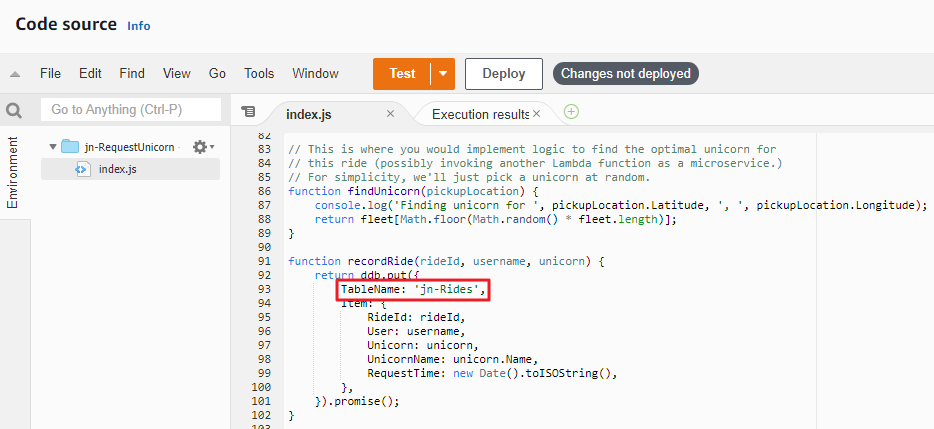 Code source Info
File Edit Find View Go Tools Window Test Deploy Changes not deployed
Go to Anything (Ctrl-P)
index.js Execution results
Environment
jn-RequestUnicorn
index.js
82
83 // This is where you would implement logic to find the optimal unicorn for
84 // this ride (possibly invoking another Lambda function as a microservice.)
85 // For simplicity, we'll just pick a unicorn at random.
86 function findUnicorn(pickupLocation) {
87 console.log('Finding unicorn for ', pickupLocation.Latitude, ', ', pickupLocation.Longitude);
88 return fleet[Math.floor(Math.random() * fleet.length)];
89 }
90
91 function recordRide(rideId, username, unicorn) {
92 return ddb.put({
93 TableName: 'jn-Rides',
94 Item: {
95 RideId: rideId,
96 User: username,
97 Unicorn: unicorn,
98 UnicornName: unicorn.Name,
99 RequestTime: new Date().toISOString(),
100 },
101 }).promise();
102 }
103